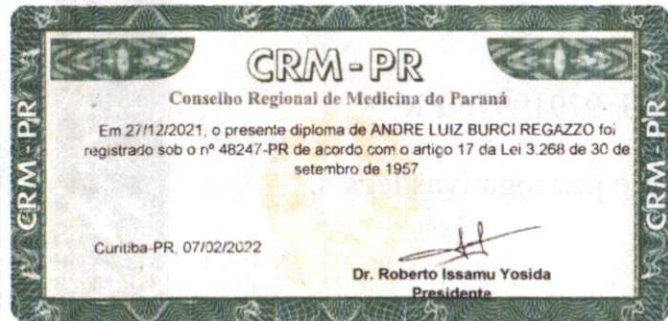 CRM-PR
Conselho Regional de Medicina do Paraná
Em 27/12/2021, o presente diploma de ANDRE LUIZ BURCI REGAZZO foi
registrado sob o nº 48247-PR de acordo com o artigo 17 da Lei 3.268 de 30 de
setembro de 1957
Curitiba-PR, 07/02/2022
Dr. Roberto Issamu Yosida
Presidente
CRM-PR
CRM-PR